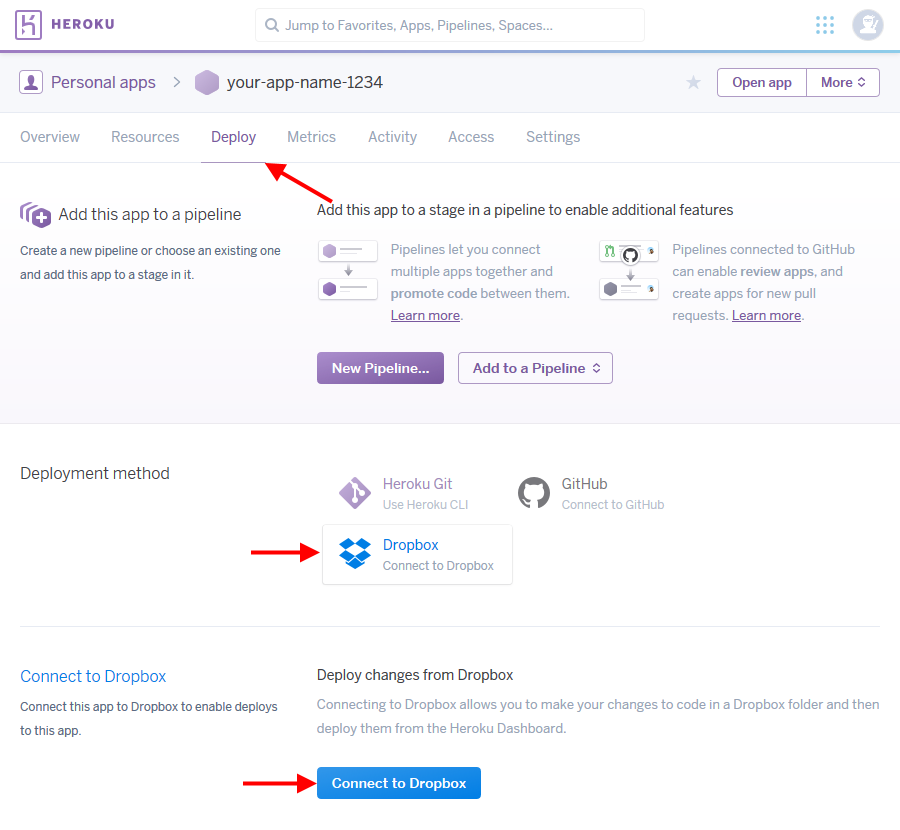 HEROKU
Jump to Favorites, Apps, Pipelines, Spaces...
Personal apps > your-app-name-1234
Open app
More
Overview
Resources
Deploy
Metrics
Activity
Access
Settings
Add this app to a pipeline
Create a new pipeline or choose an existing one
and add this app to a stage in it.
Add this app to a stage in a pipeline to enable additional features
Pipelines let you connect
multiple apps together and
promote code between them.
Learn more.
Pipelines connected to GitHub
can enable review apps, and
create apps for new pull
requests. Learn more.
New Pipeline...
Add to a Pipeline
Deployment method
Heroku Git
Use Heroku CLI
GitHub
Connect to GitHub
Dropbox
Connect to Dropbox
Connect to Dropbox
Connect this app to Dropbox to enable deploys
to this app.
Deploy changes from Dropbox
Connecting to Dropbox allows you to make your changes to code in a Dropbox folder and then
deploy them from the Heroku Dashboard.
Connect to Dropbox